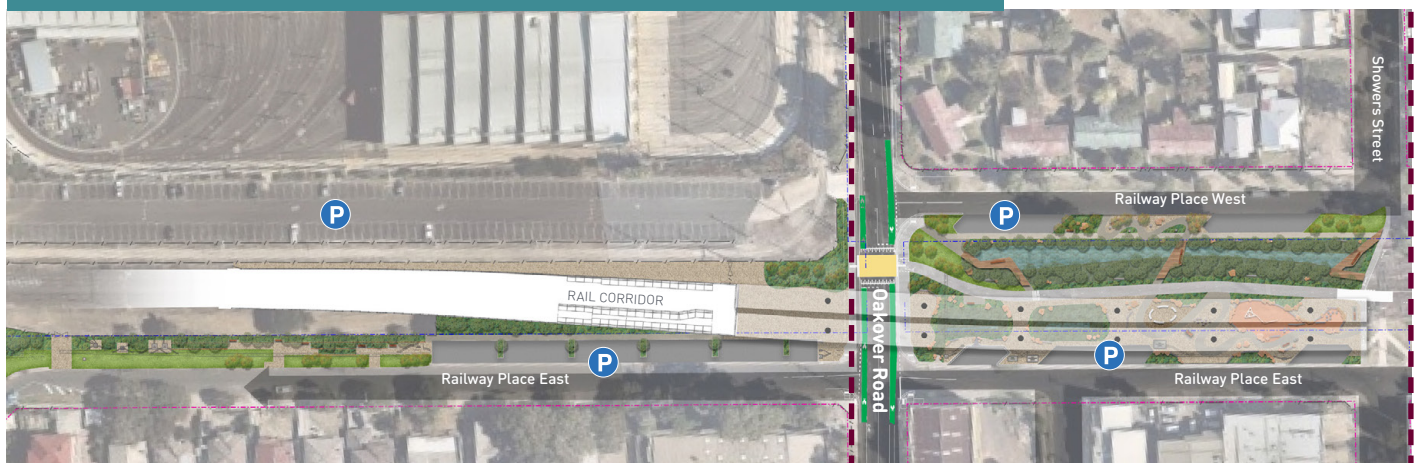 Showers Street
Railway Place West
P
P
RAIL CORRIDOR
Oakover Road
P
P
Railway Place East
Railway Place East